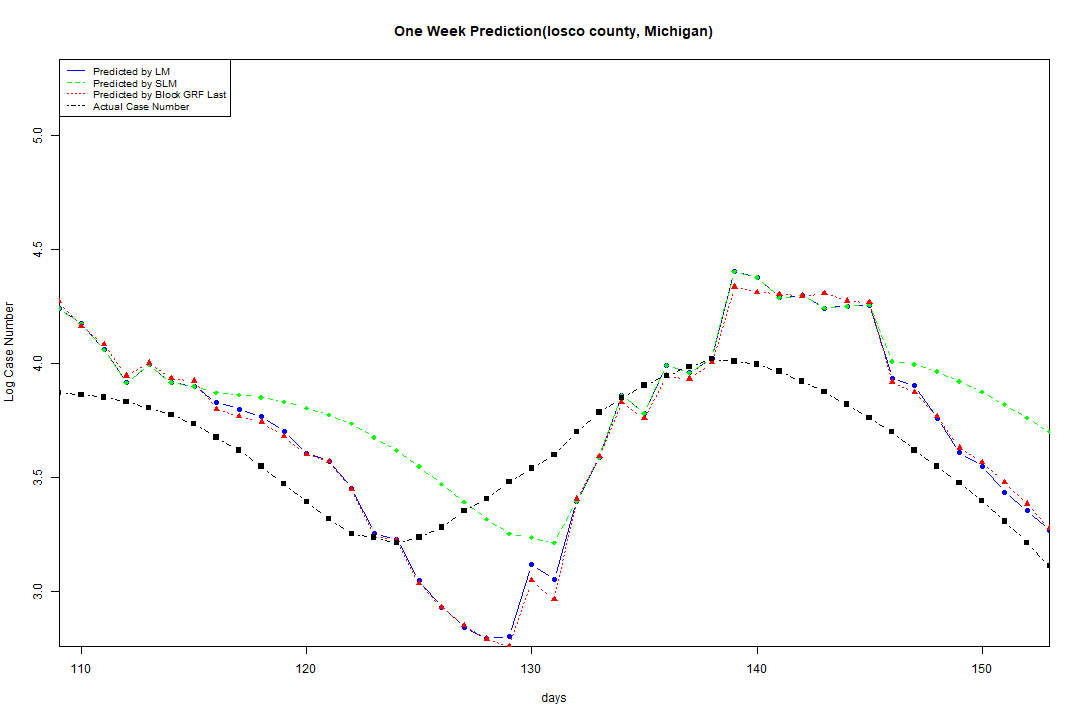 One Week Prediction(Iosco county, Michigan)
Predicted by LM
Predicted by SLM
Predicted by Block GRF Last
Actual Case Number
5.0
4.5
4.0
3.5
3.0
Log Case Number
110 120 130 140 150
days